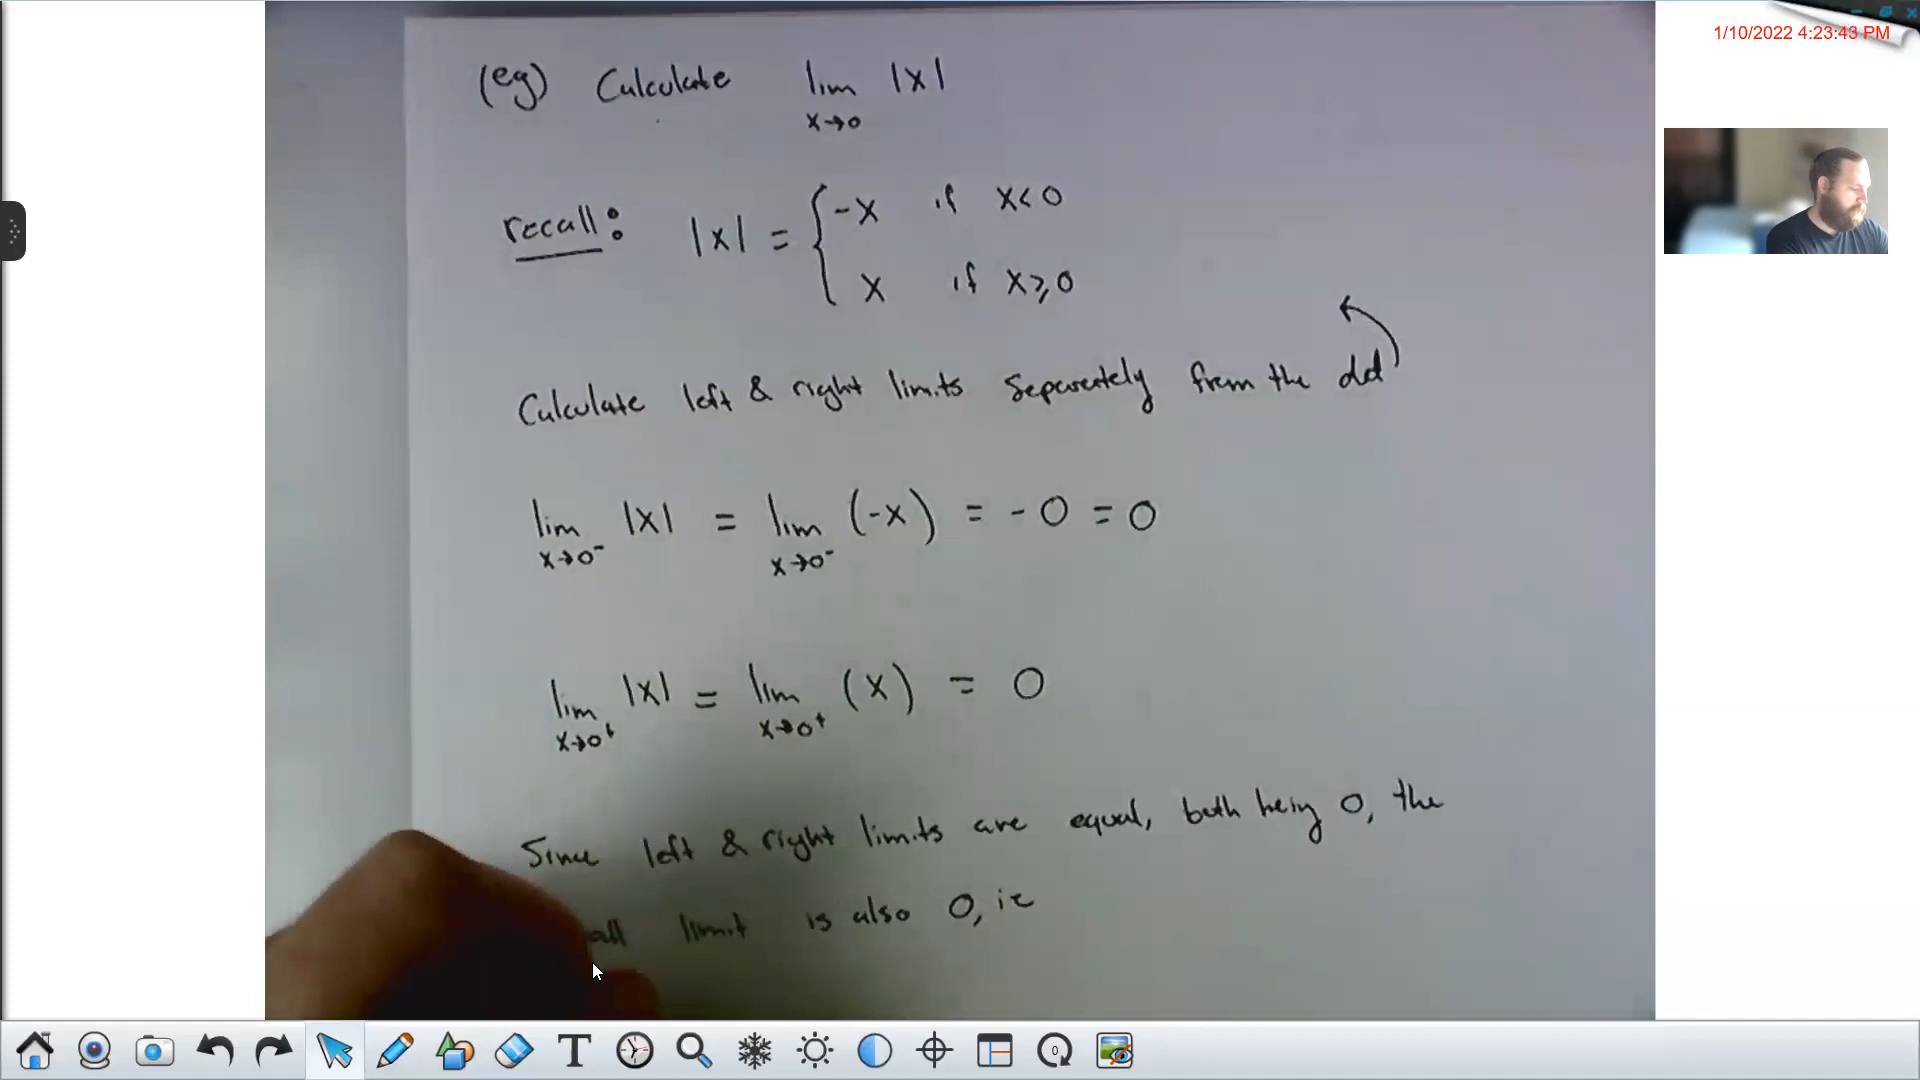 1/10/2022 4:23:43 PM
(eg) Calculate lim |x|
x→0
recall: |x| = { -x if x<0
x if x⩾0
Calculate left & right limits separately from the def
lim |x| = lim (-x) = -0 = 0
x→0⁻ x→0⁻
lim |x| = lim (x) = 0
x→0⁺ x→0⁺
Since left & right limits are equal, both being 0, the
all limit is also 0, ie
T
0